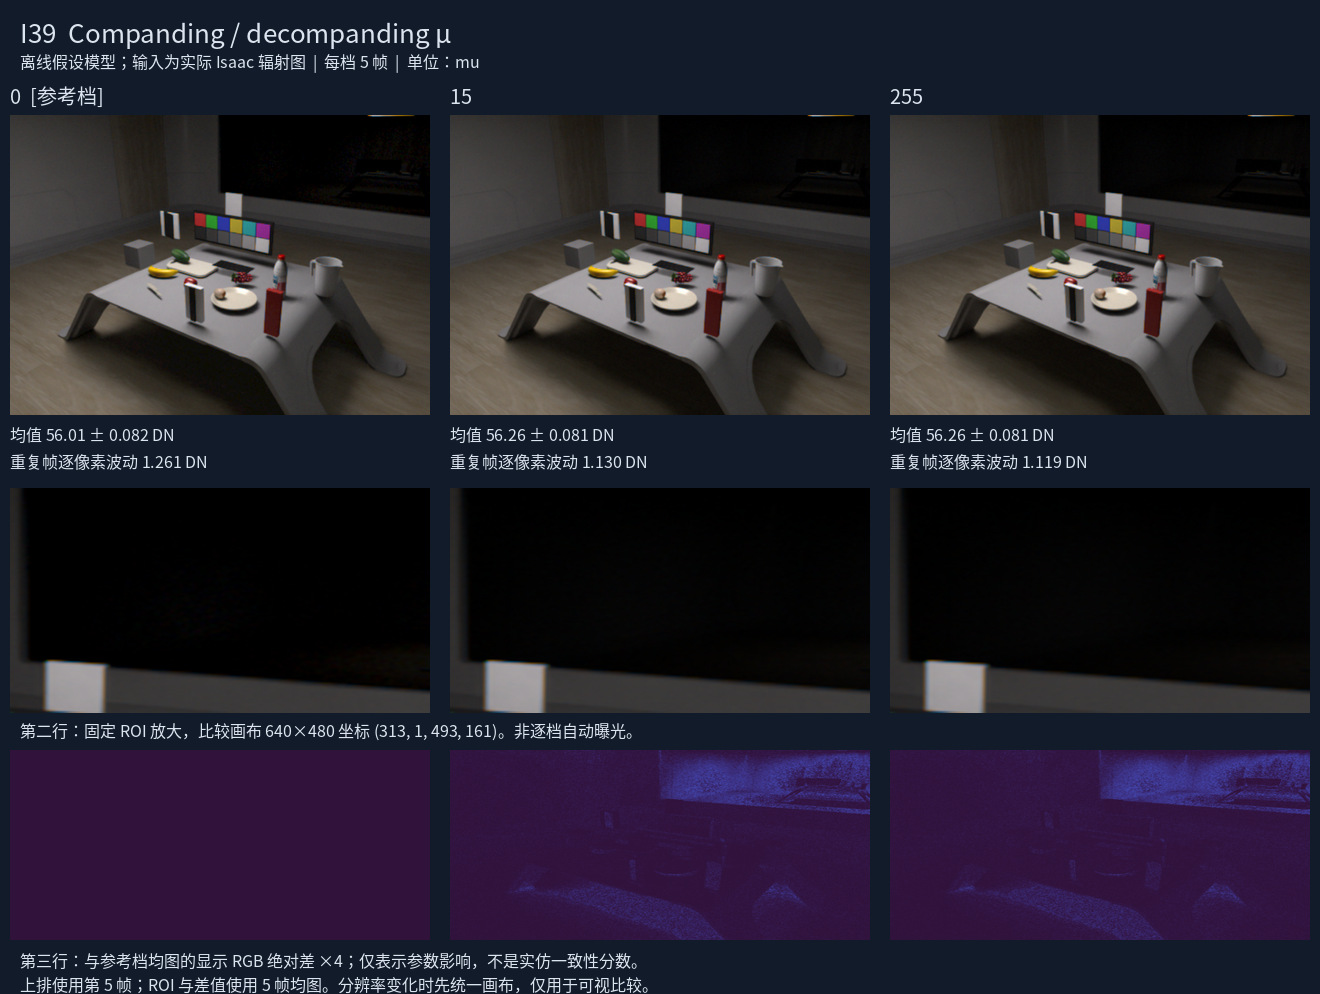 I39 Companding / decompanding μ
离线假设模型；输入为实际 Isaac 辐射图 | 每档 5 帧 | 单位：mu
0 [参考档]
15
255
均值 56.01 ± 0.082 DN
重复帧逐像素波动 1.261 DN
均值 56.26 ± 0.081 DN
重复帧逐像素波动 1.130 DN
均值 56.26 ± 0.081 DN
重复帧逐像素波动 1.119 DN
第二行：固定 ROI 放大，比较画布 640×480 坐标 (313, 1, 493, 161)。非逐档自动曝光。
第三行：与参考档均图的显示 RGB 绝对差 ×4；仅表示参数影响，不是实仿一致性分数。
上排使用第 5 帧；ROI 与差值使用 5 帧均图。分辨率变化时先统一画布，仅用于可视比较。